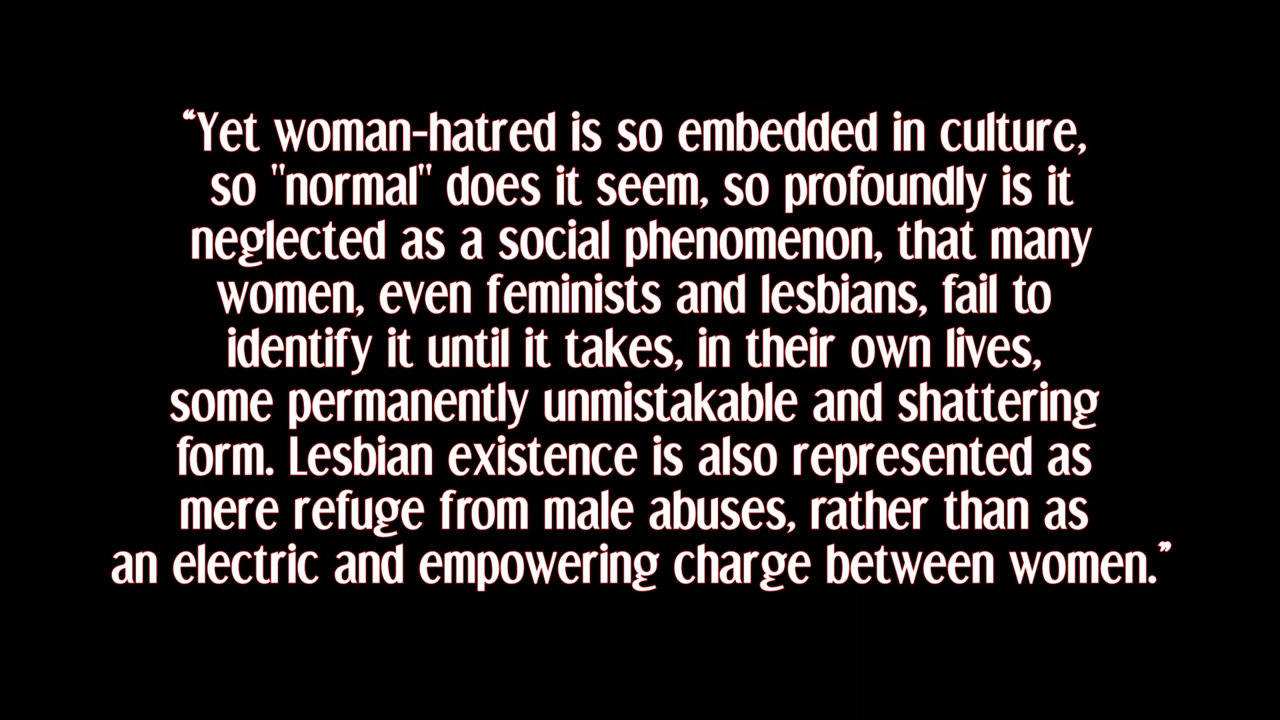 “Yet woman-hatred is so embedded in culture,
so "normal" does it seem, so profoundly is it
neglected as a social phenomenon, that many
women, even feminists and lesbians, fail to
identify it until it takes, in their own lives,
some permanently unmistakable and shattering
form. Lesbian existence is also represented as
mere refuge from male abuses, rather than as
an electric and empowering charge between women.”